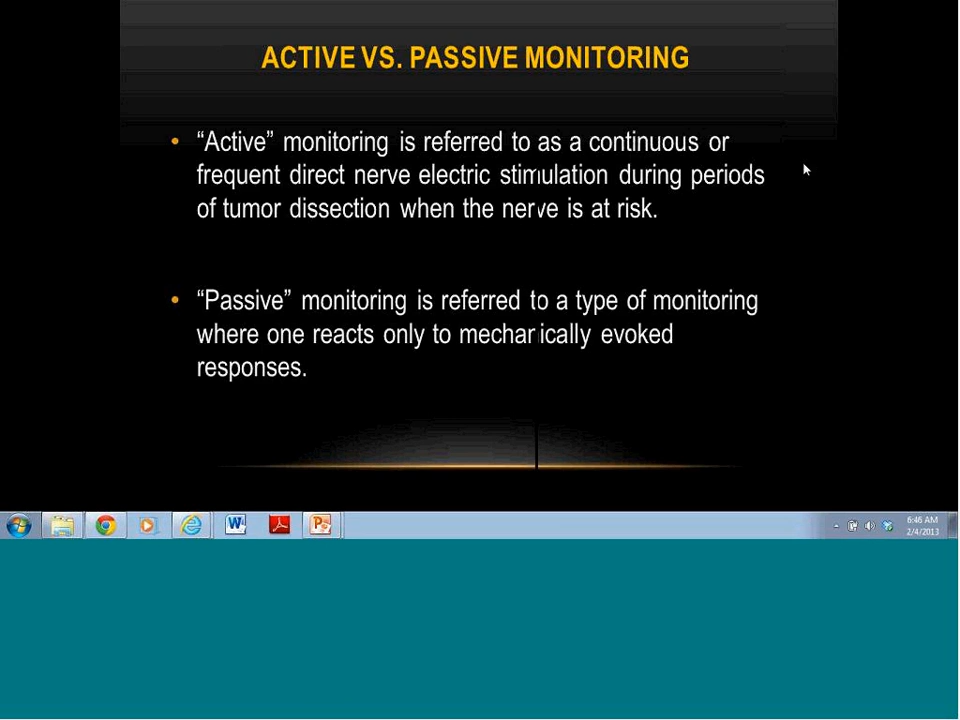 ACTIVE VS. PASSIVE MONITORING
• “Active” monitoring is referred to as a continuous or
frequent direct nerve electric stimulation during periods
of tumor dissection when the nerve is at risk.
• “Passive” monitoring is referred to a type of monitoring
where one reacts only to mechanically evoked
responses.
6:46 AM
2/4/2013